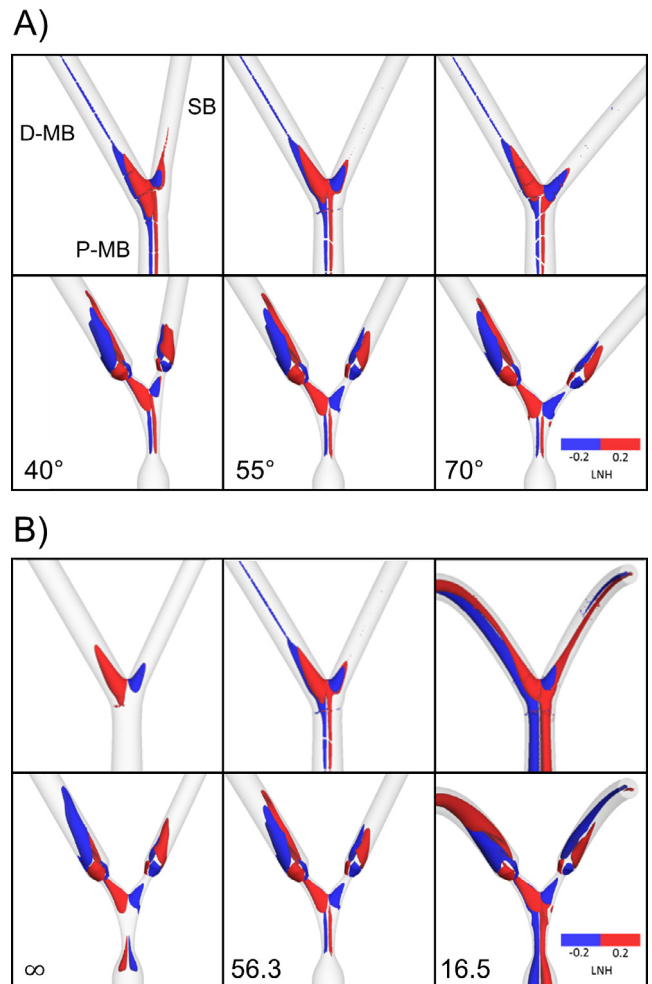 A)
SB
D-MB
P-MB
40°
55°
70°
-0.2 0.2
LNH
B)
∞
56.3
16.5
-0.2 0.2
LNH